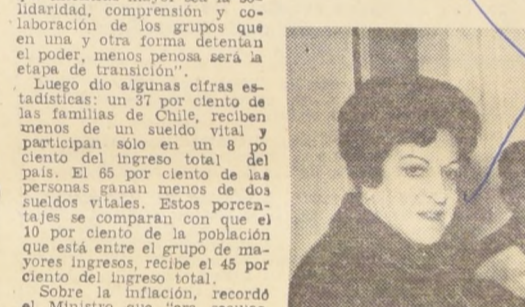 lidaridad, comprensión y co-
laboración de los grupos que
en una y otra forma detentan
el poder, menos penosa será la
etapa de transición".
Luego dio algunas cifras es-
tadísticas: un 37 por ciento de
las familias de Chile, reciben
menos de un sueldo vital y
participan sólo en un 8 po
ciento del ingreso total del
país. El 65 por ciento de las
personas ganan menos de dos
sueldos vitales. Estos porcen-
tajes se comparan con que el
10 por ciento de la población
que está entre el grupo de ma-
yores ingresos, recibe el 45 por
ciento del ingreso total.
Sobre la inflación, recordó
el Ministro que